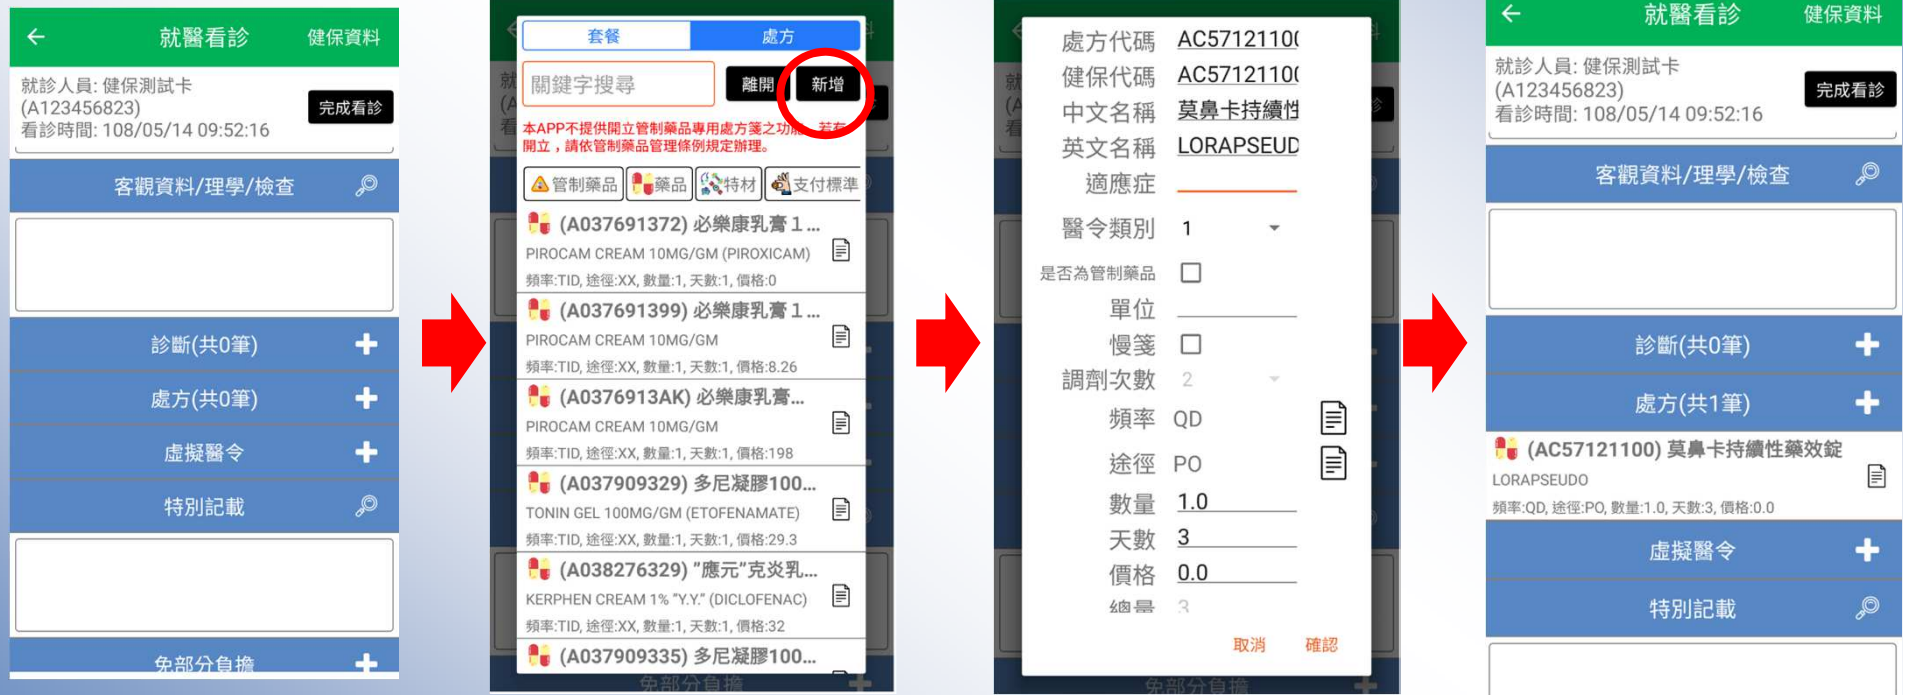 就醫看診
健保資料
就診人員: 健保測試卡
(A123456823)
看診時間: 108/05/14 09:52:16
完成看診
客觀資料/理學/檢查
診斷(共0筆)
處方(共0筆)
虛擬醫令
特別記載
免部分負擔
套餐
處方
關鍵字搜尋
離開
新增
本APP不提供開立管制藥品專用處方箋之功能，若有
開立，請依管制藥品管理條例規定辦理。
管制藥品
藥品
特材
支付標準
(A037691372) 必樂康乳膏１...
PIROCAM CREAM 10MG/GM (PIROXICAM)
頻率:TID, 途徑:XX, 數量:1, 天數:1, 價格:0
(A037691399) 必樂康乳膏１...
PIROCAM CREAM 10MG/GM
頻率:TID, 途徑:XX, 數量:1, 天數:1, 價格:8.26
(A0376913AK) 必樂康乳膏...
PIROCAM CREAM 10MG/GM
頻率:TID, 途徑:XX, 數量:1, 天數:1, 價格:198
(A037909329) 多尼凝膠100...
TONIN GEL 100MG/GM (ETOFENAMATE)
頻率:TID, 途徑:XX, 數量:1, 天數:1, 價格:29.3
(A038276329) ”應元”克炎乳...
KERPHEN CREAM 1% ”Y.Y.” (DICLOFENAC)
頻率:TID, 途徑:XX, 數量:1, 天數:1, 價格:32
(A037909335) 多尼凝膠100...
免部分負擔
處方代碼 AC5712110
健保代碼 AC5712110
中文名稱 莫鼻卡持續性
英文名稱 LORAPSEUD
適應症
醫令類別 1
是否為管制藥品
單位
慢箋
調劑次數 2
頻率 QD
途徑 PO
數量 1.0
天數 3
價格 0.0
總量 3
取消
確認
免部分負擔
就醫看診
健保資料
就診人員: 健保測試卡
(A123456823)
看診時間: 108/05/14 09:52:16
完成看診
客觀資料/理學/檢查
診斷(共0筆)
處方(共1筆)
(AC57121100) 莫鼻卡持續性藥效錠
LORAPSEUDO
頻率:QD, 途徑:PO, 數量:1.0, 天數:3, 價格:0.0
虛擬醫令
特別記載